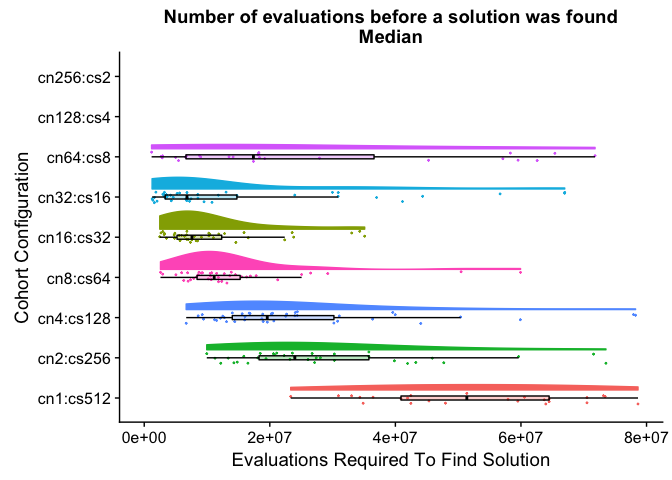 Number of evaluations before a solution was found
Median
cn256:cs2
cn128:cs4
cn64:cs8
cn32:cs16
cn16:cs32
cn8:cs64
cn4:cs128
cn2:cs256
cn1:cs512
Cohort Configuration
0e+00 2e+07 4e+07 6e+07 8e+07
Evaluations Required To Find Solution